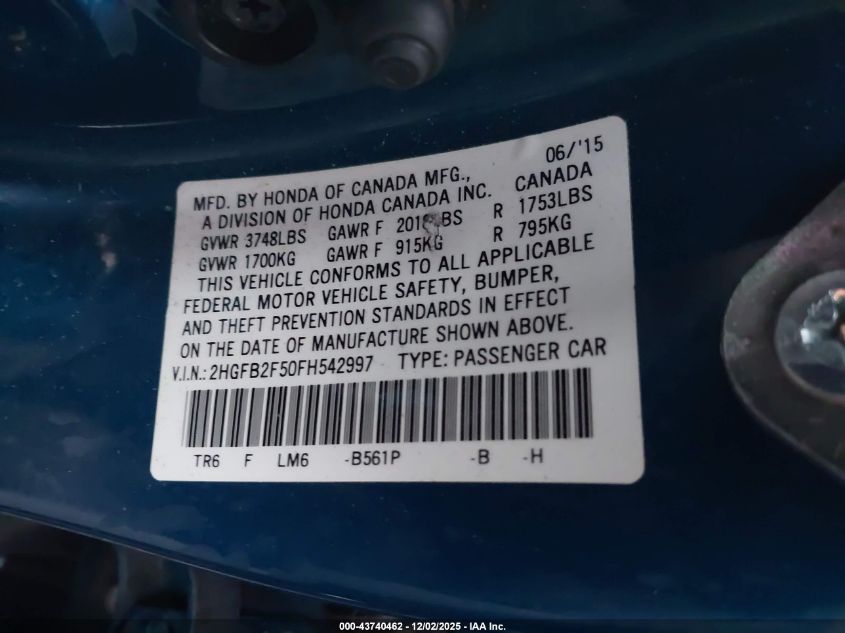 06/'15
MFD. BY HONDA OF CANADA MFG.,
A DIVISION OF HONDA CANADA INC. CANADA
GVWR 3748LBS GAWR F R 1753LBS
GVWR 1700KG GAWR F 915KG R 795KG
THIS VEHICLE CONFORMS TO ALL APPLICABLE
FEDERAL MOTOR VEHICLE SAFETY, BUMPER,
AND THEFT PREVENTION STANDARDS IN EFFECT
ON THE DATE OF MANUFACTURE SHOWN ABOVE.
V.I.N.: 2HGFB2F50FH542997 TYPE: PASSENGER CAR
TR6 F LM6 -B561P -B -H
000-43740462 - 12/02/2025 - IAA Inc.